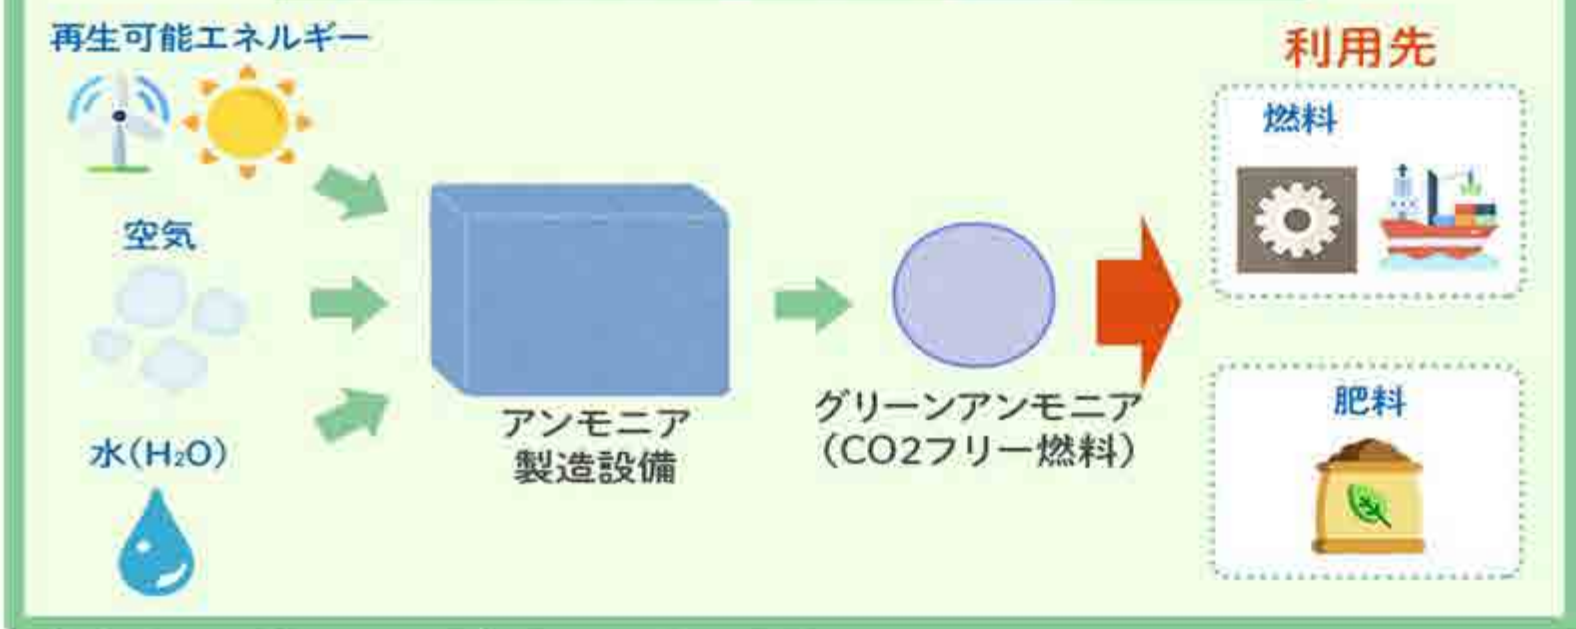 再生可能エネルギー
空気
水(H₂O)
アンモニア
製造設備
グリーンアンモニア
(CO2フリー燃料)
利用先
燃料
肥料